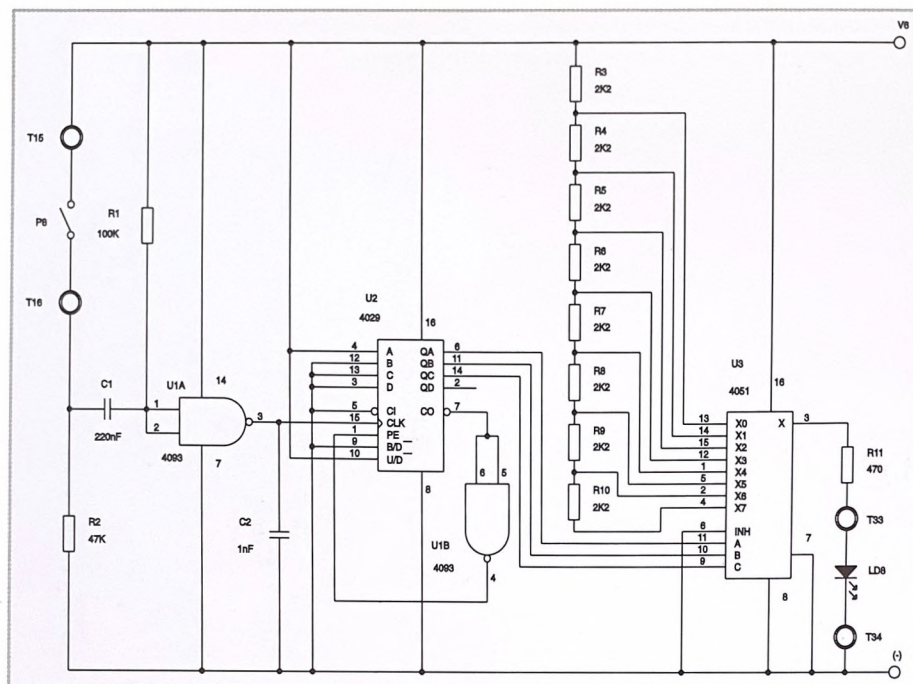 V6
T15
P8
T16
R1
100K
C1
220nF
R2
47K
U1A
4093
1
2
3
14
7
C2
1nF
U2
4029
16
4 A QA 6
12 B QB 11
13 C QC 14
3 D QD 2
5 CI CO 7
15 CLK
1 PE
9 B/D
10 U/D
8
6 5
U1B
4093
4
R3
2K2
R4
2K2
R5
2K2
R6
2K2
R7
2K2
R8
2K2
R9
2K2
R10
2K2
U3
4051
16
13 X0 X 3
14 X1
15 X2
12 X3
1 X4
5 X5
2 X6
4 X7
6 INH 7
11 A
10 B
9 C
8
R11
470
T33
LD6
T34
(-)